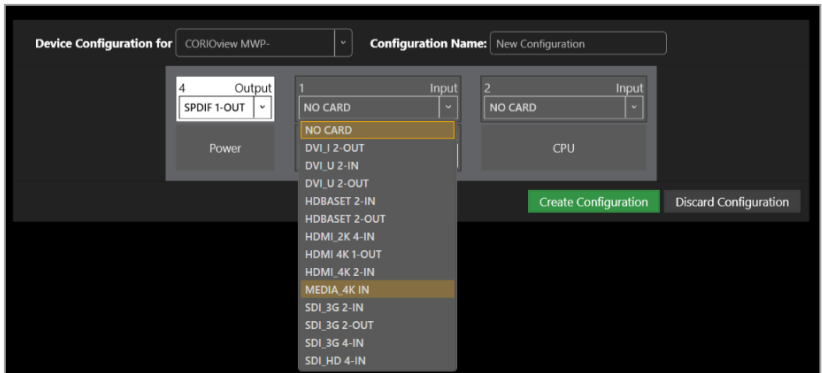 Device Configuration for CORIOview MWP- Configuration Name: New Configuration
4 Output 1 Input 2 Input
SPDIF 1-OUT NO CARD NO CARD
Power CPU
NO CARD
DVI_I 2-OUT
DVI_U 2-IN
DVI_U 2-OUT
HDBASET 2-IN
HDBASET 2-OUT
HDMI_2K 4-IN
HDMI 4K 1-OUT
HDMI_4K 2-IN
MEDIA_4K IN
SDI_3G 2-IN
SDI_3G 2-OUT
SDI_3G 4-IN
SDI_HD 4-IN
Create Configuration Discard Configuration